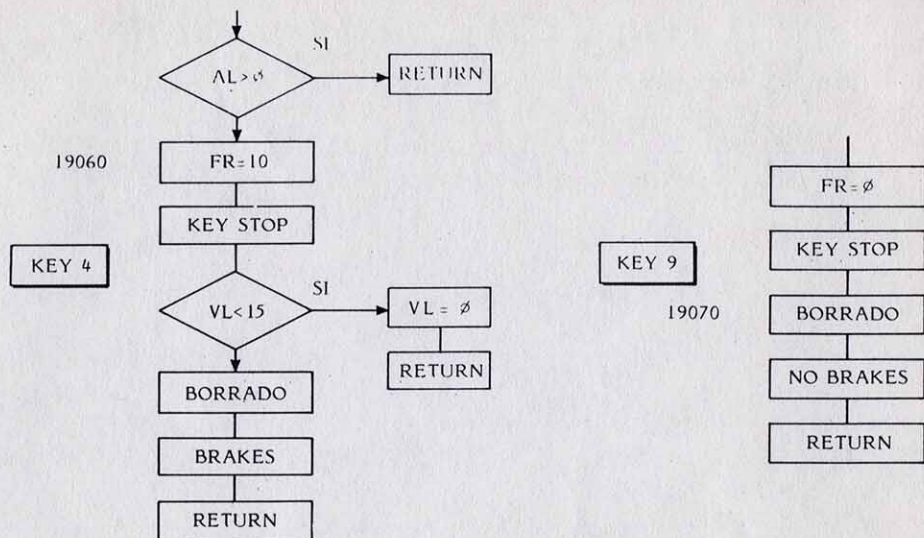 SI
AL>ø
RETURN
19060
FR=10
KEY STOP
KEY 4
SI
VL<15
VL = ø
RETURN
BORRADO
BRAKES
RETURN
FR=ø
KEY STOP
KEY 9
19070
BORRADO
NO BRAKES
RETURN